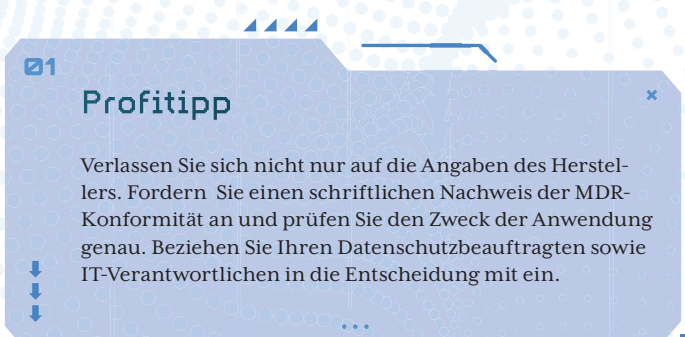 01
Profitipp
Verlassen Sie sich nicht nur auf die Angaben des Herstel-
lers. Fordern  Sie einen schriftlichen Nachweis der MDR-
Konformität an und prüfen Sie den Zweck der Anwendung
genau. Beziehen Sie Ihren Datenschutzbeauftragten sowie
IT-Verantwortlichen in die Entscheidung mit ein.